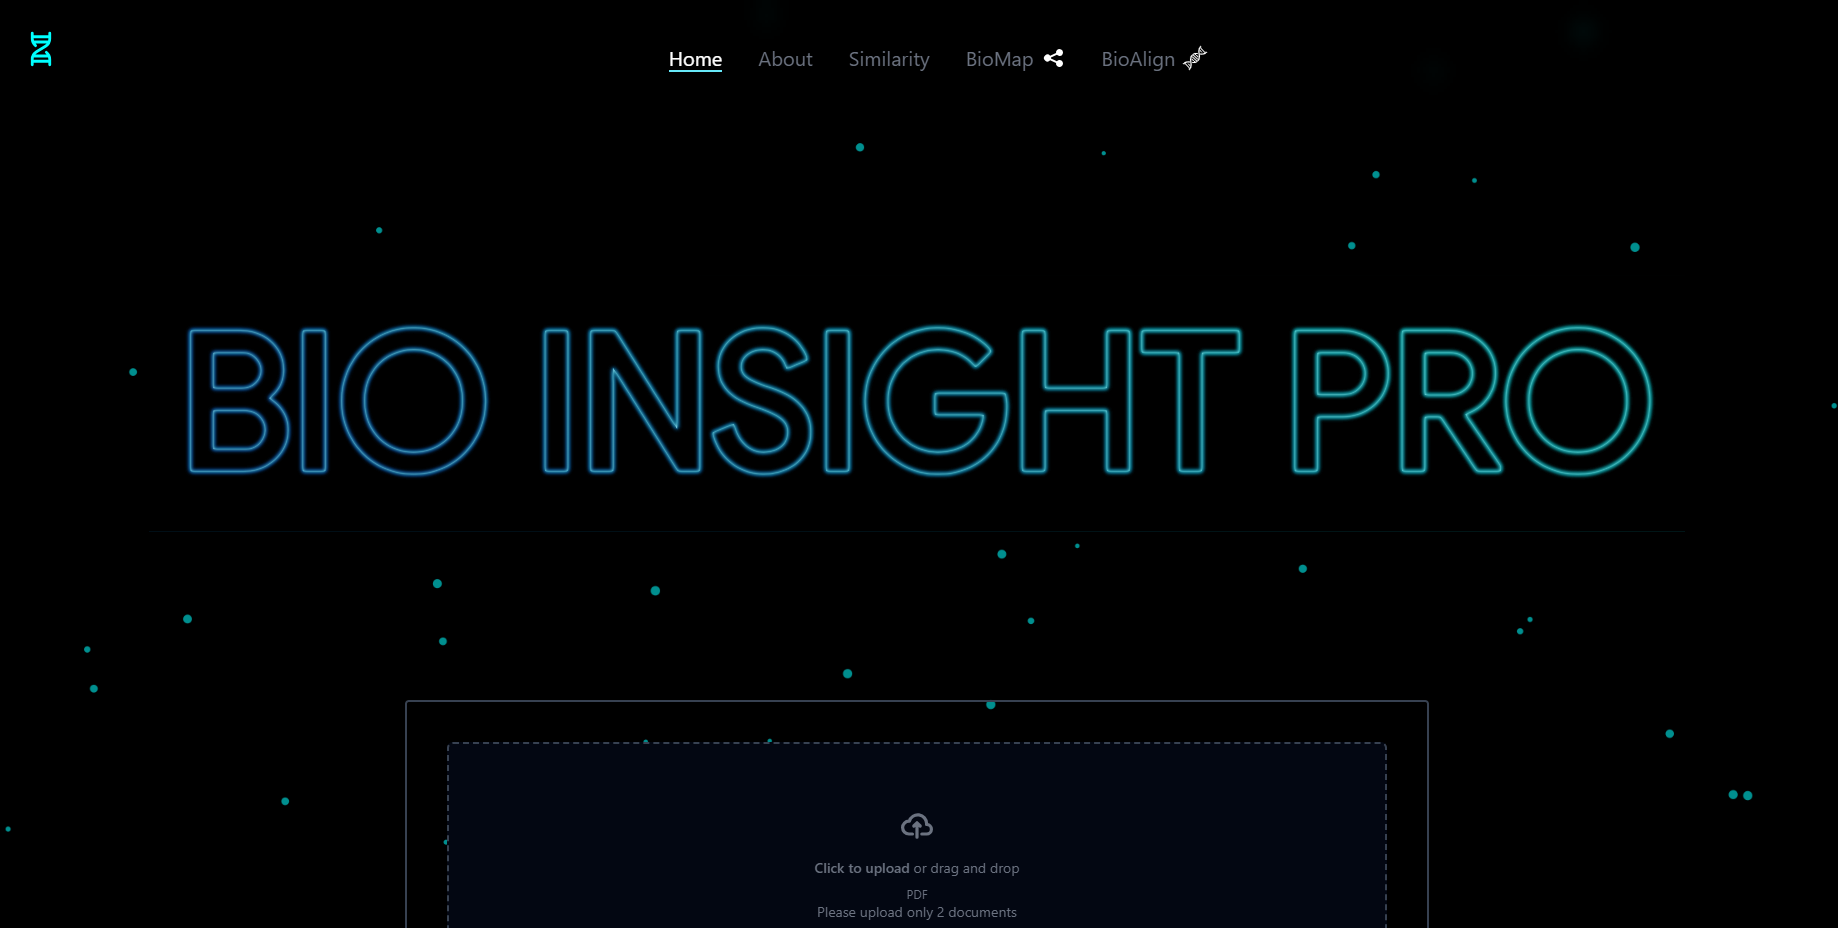 Home About Similarity BioMap BioAlign
BIO INSIGHT PRO
Click to upload or drag and drop
PDF
Please upload only 2 documents